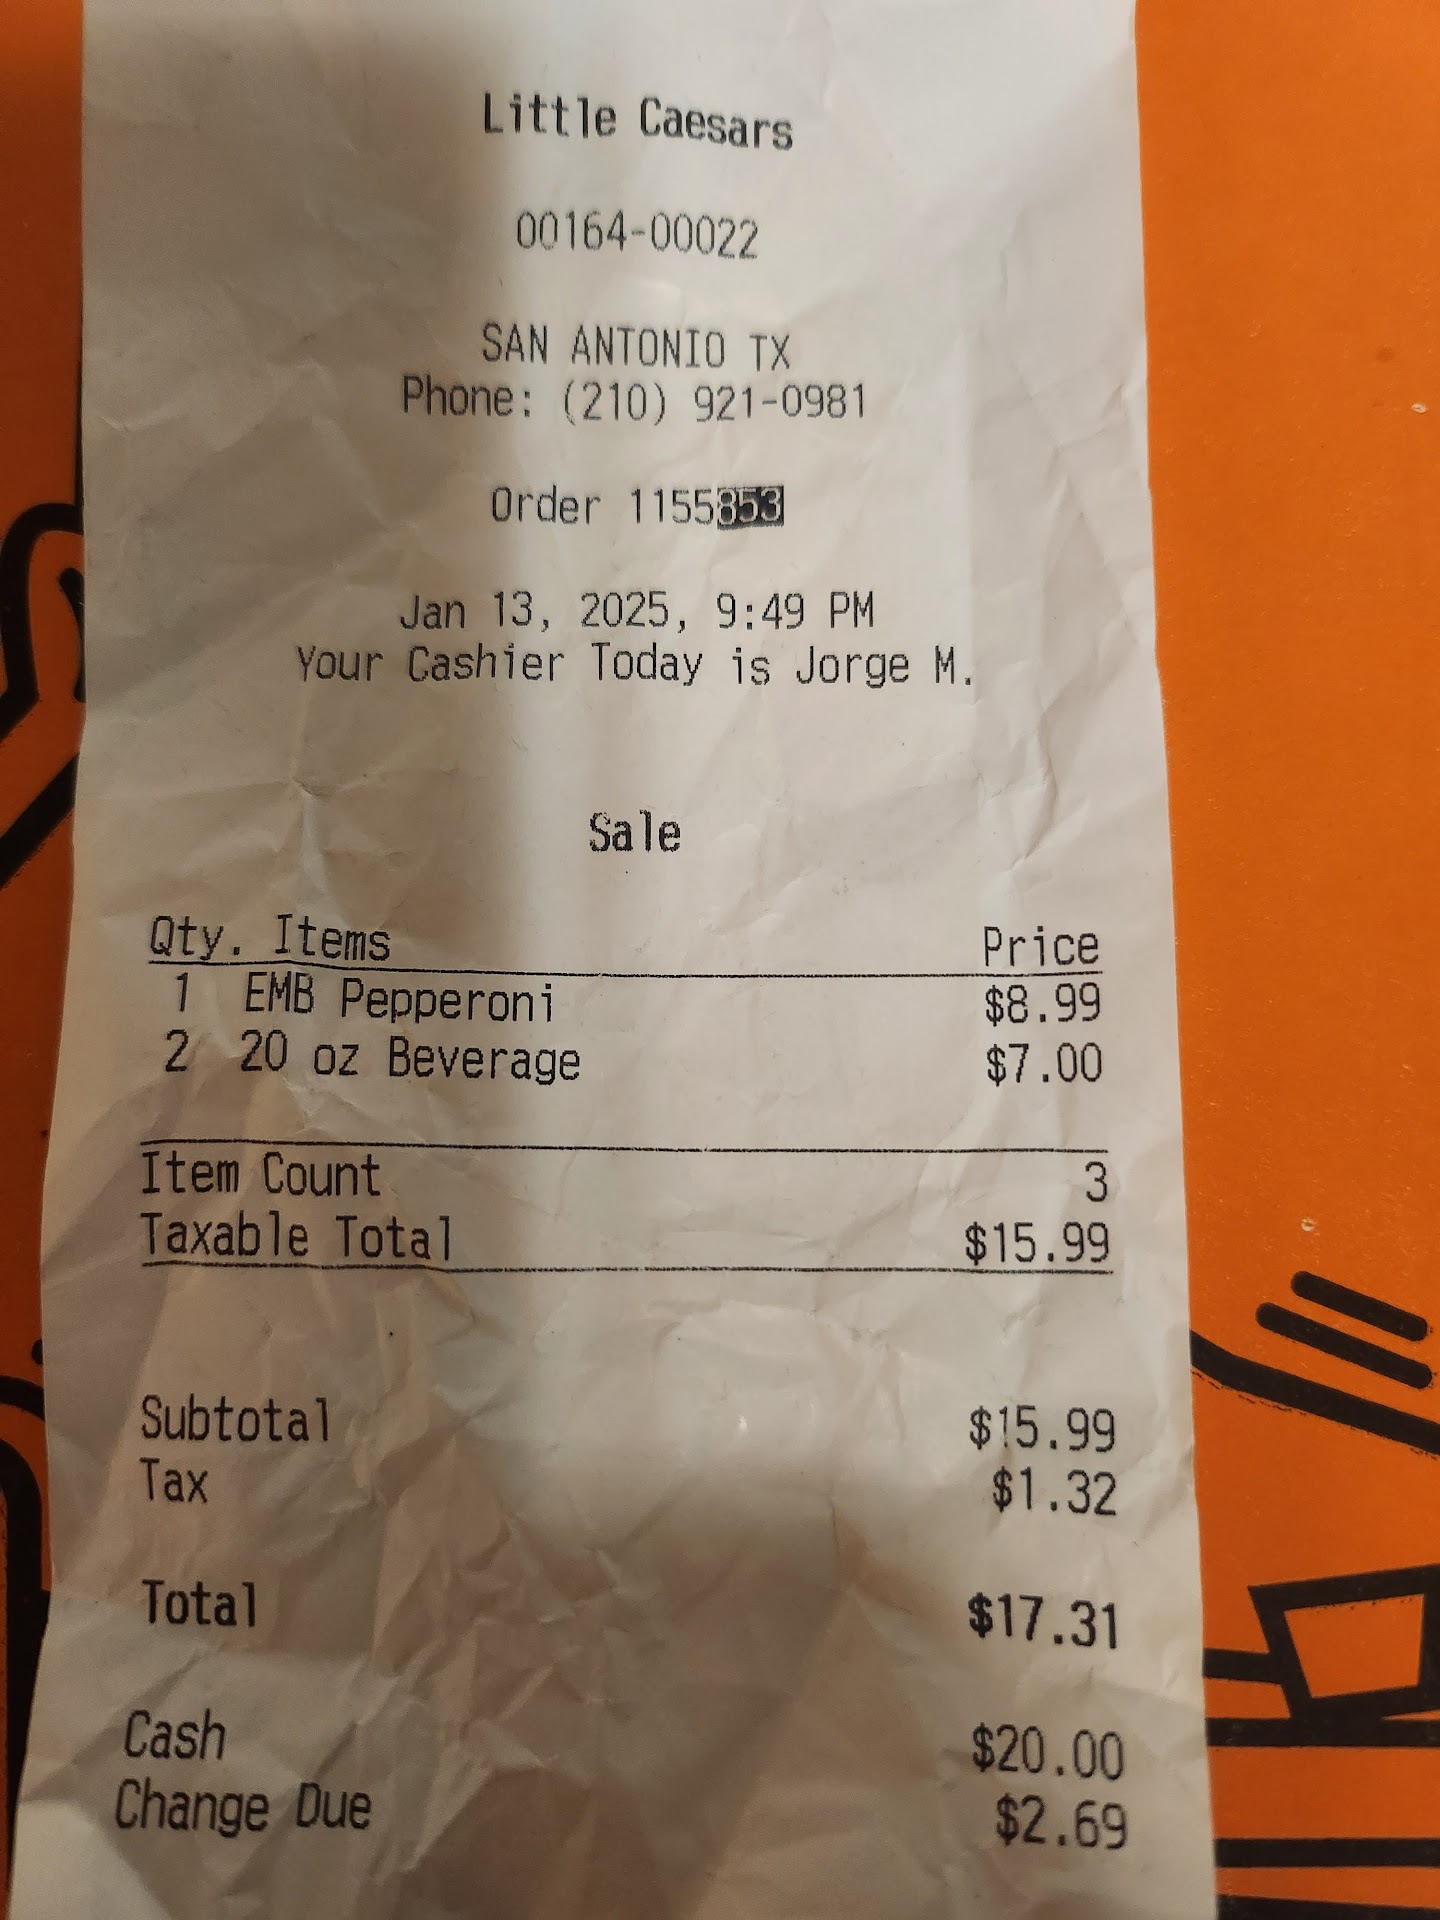 Little Caesars
00164-00022
SAN ANTONIO TX
Phone: (210) 921-0981
Order 1155853
Jan 13, 2025, 9:49 PM
Your Cashier Today is Jorge M.
Sale
Qty. Items Price
1 EMB Pepperoni $8.99
2 20 oz Beverage $7.00
Item Count 3
Taxable Total $15.99
Subtotal $15.99
Tax $1.32
Total $17.31
Cash $20.00
Change Due $2.69